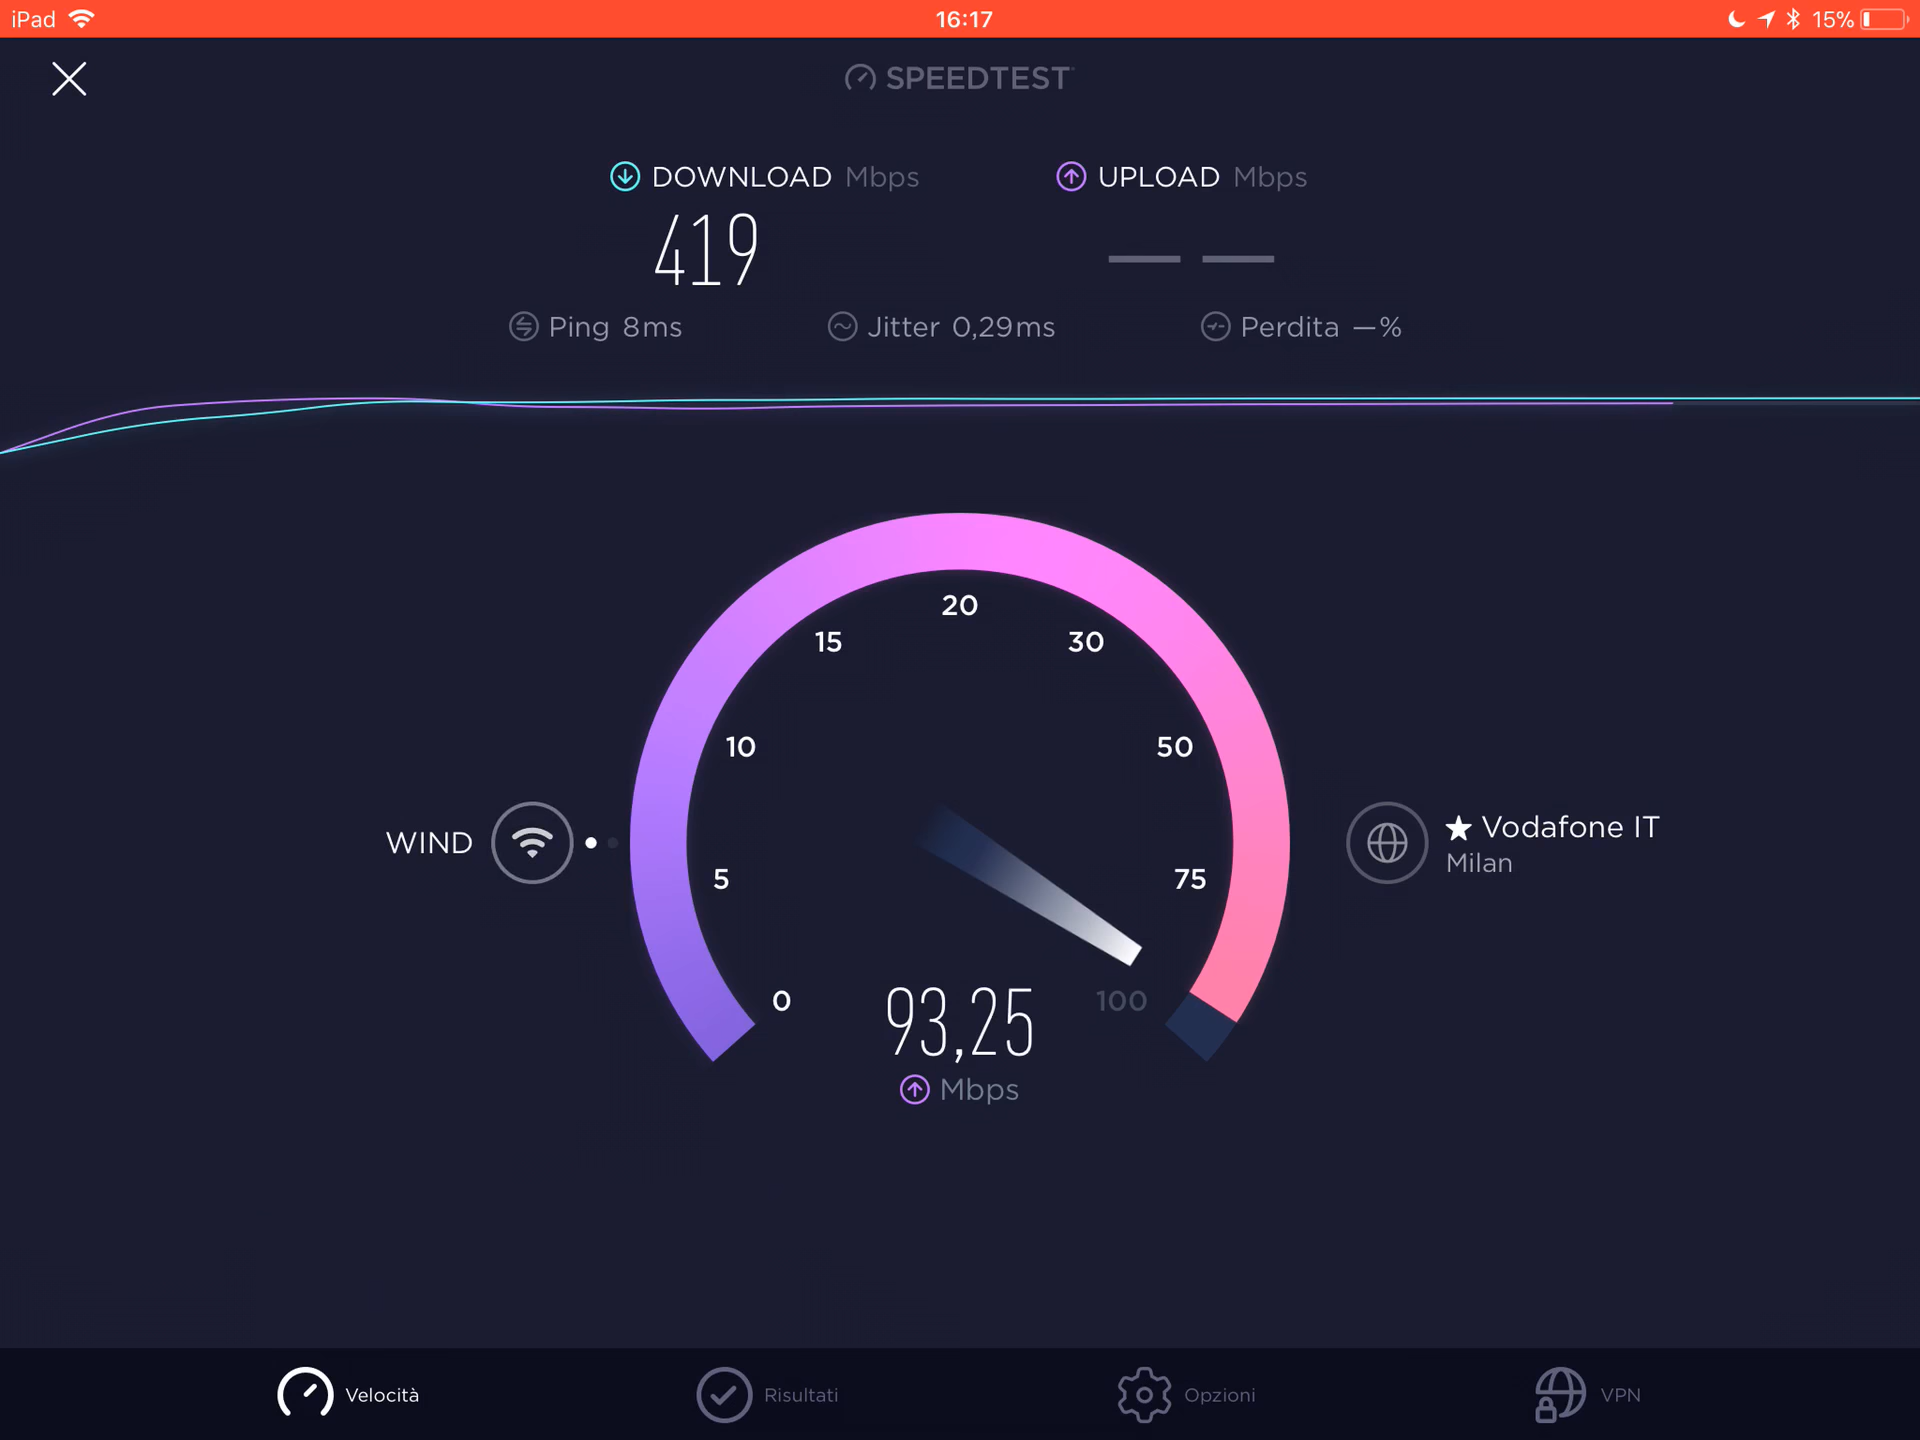 iPad 16:17 15%
SPEEDTEST
DOWNLOAD Mbps UPLOAD Mbps
419 — —
Ping 8ms Jitter 0,29ms Perdita —%
20
15 30
10 50
WIND
Vodafone IT
Milan
5 75
0 100
93,25
Mbps
Velocità Risultati Opzioni VPN